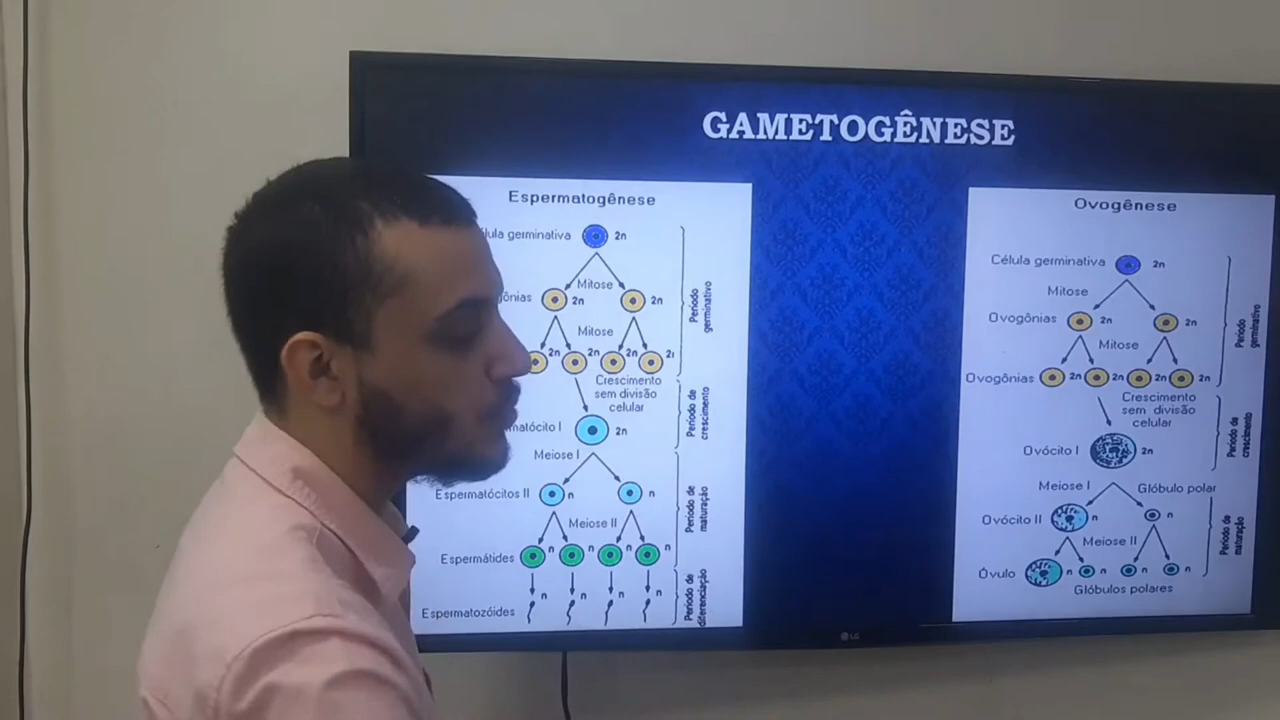 GAMETOGÊNESE
Espermatogênese
germinativa 2n
Mitose
2n 2n
Mitose
2n 2n 2n
Crescimento
sem divisão
celular
2n
Meiose I
Espermatócitos II n n
Meiose II
Espermátides n n n n
n n n n
Espermatozóides
Período
germinativo
Período de
crescimento
Período de
maturação
Período de
diferenciação
Ovogênese
Célula germinativa 2n
Mitose
Ovogônias 2n 2n
Mitose
Ovogônias 2n 2n 2n 2n
Crescimento
sem divisão
celular
Ovócito I 2n
Meiose I Glóbulo polar
Ovócito II n n
Meiose II
Óvulo n n n n
Glóbulos polares
Período
germinativo
Período de
crescimento
Período de
maturação
LG